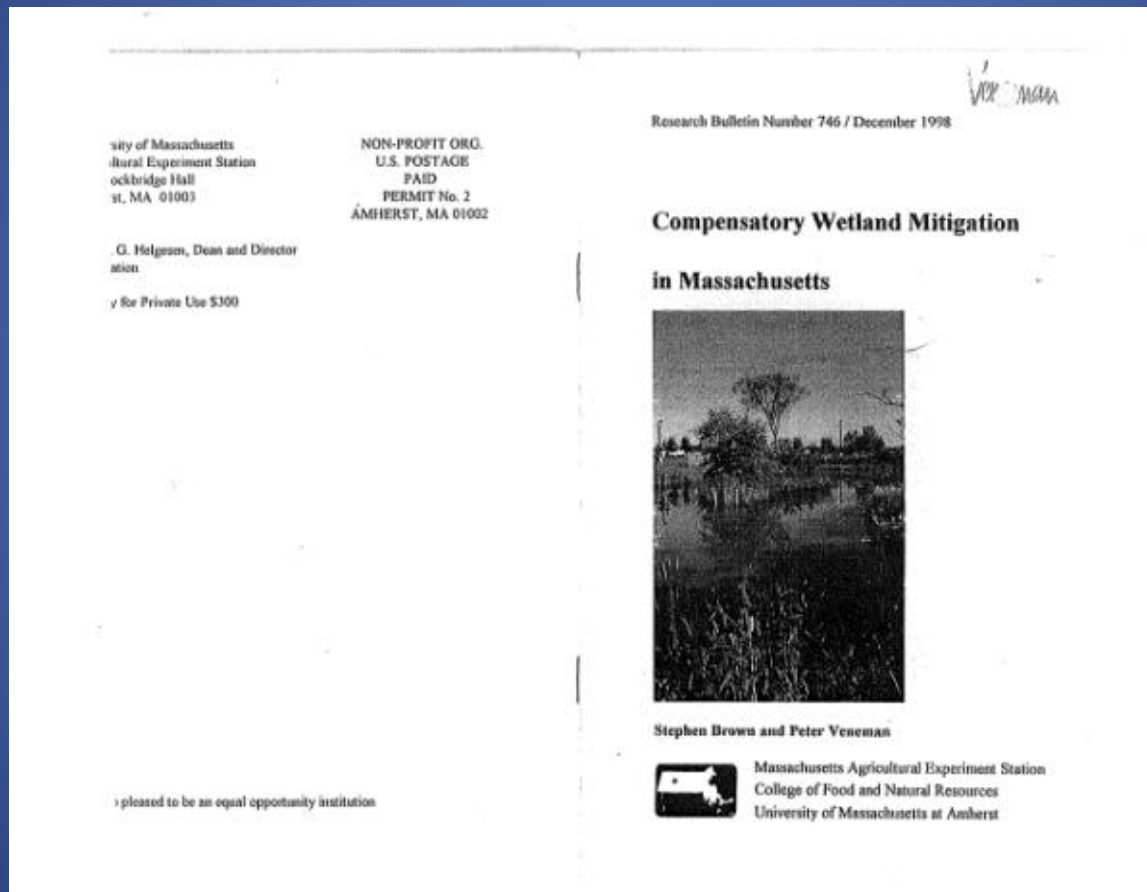 sity of Massachusetts
ltural Experiment Station
ockbridge Hall
st, MA 01003
NON-PROFIT ORG.
U.S. POSTAGE
PAID
PERMIT No. 2
AMHERST, MA 01002
. G. Helgesen, Dean and Director
ation
y for Private Use $300
pleased to be an equal opportunity institution
Research Bulletin Number 746 / December 1998
Compensatory Wetland Mitigation
in Massachusetts
Stephen Brown and Peter Veneman
Massachusetts Agricultural Experiment Station
College of Food and Natural Resources
University of Massachusetts at Amherst